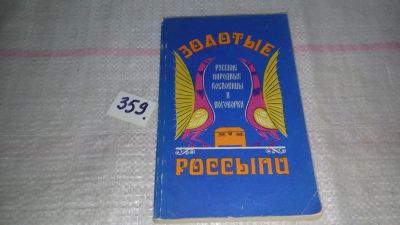 359.
ЗОЛОТЫЕ
РУССКИЕ
НАРОДНЫЕ
ПОСЛОВИЦЫ
И
ПОГОВОРКИ
РОССЫПИ